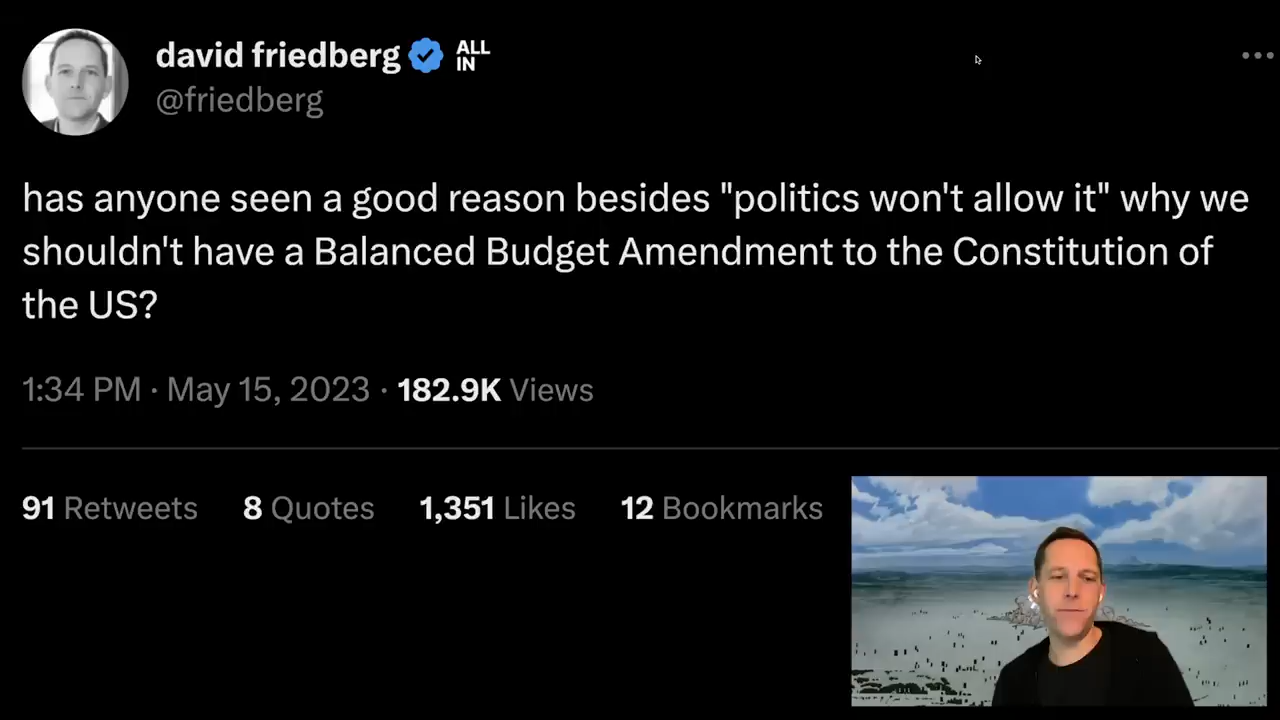 david friedberg ALL IN
@friedberg
has anyone seen a good reason besides "politics won't allow it" why we
shouldn't have a Balanced Budget Amendment to the Constitution of
the US?
1:34 PM · May 15, 2023 · 182.9K Views
91 Retweets 8 Quotes 1,351 Likes 12 Bookmarks